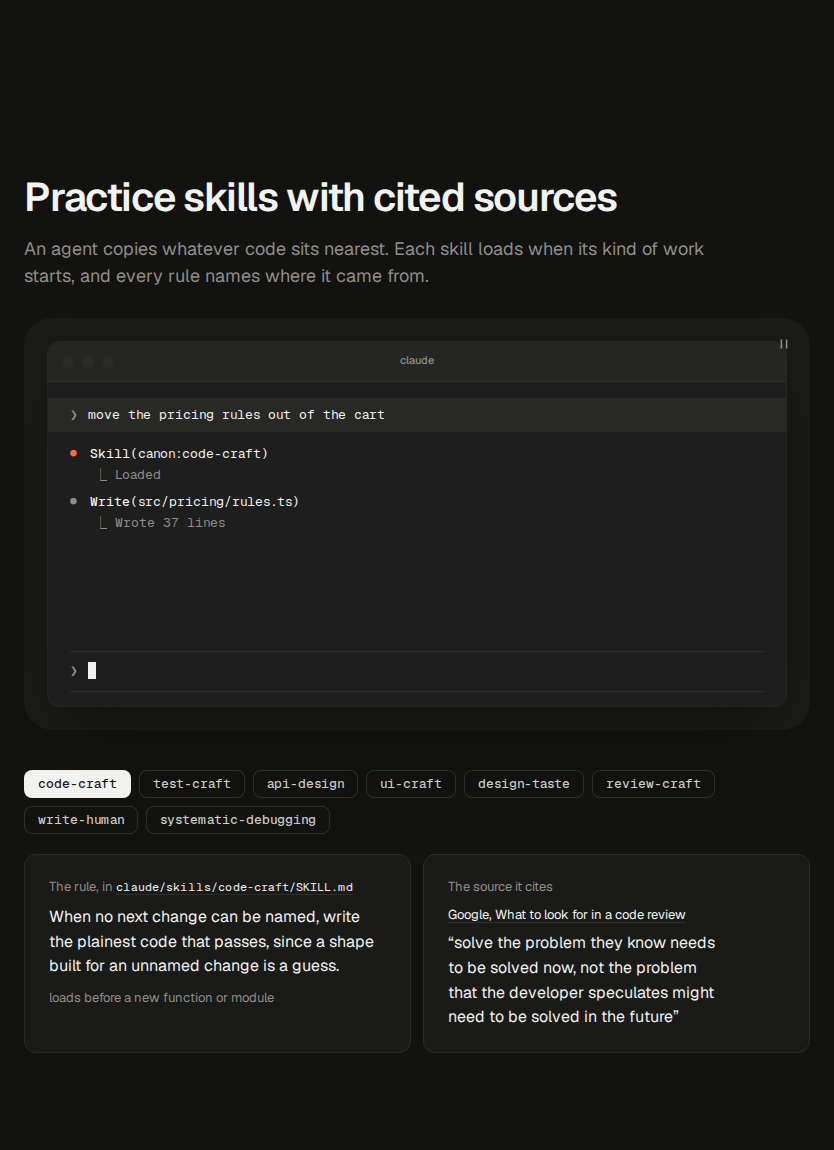 Practice skills with cited sources
An agent copies whatever code sits nearest. Each skill loads when its kind of work
starts, and every rule names where it came from.
claude
❯ move the pricing rules out of the cart
● Skill(canon:code-craft)
⎿ Loaded
● Write(src/pricing/rules.ts)
⎿ Wrote 37 lines
❯
code-craft test-craft api-design ui-craft design-taste review-craft
write-human systematic-debugging
The rule, in claude/skills/code-craft/SKILL.md
When no next change can be named, write
the plainest code that passes, since a shape
built for an unnamed change is a guess.
loads before a new function or module
The source it cites
Google, What to look for in a code review
“solve the problem they know needs
to be solved now, not the problem
that the developer speculates might
need to be solved in the future”